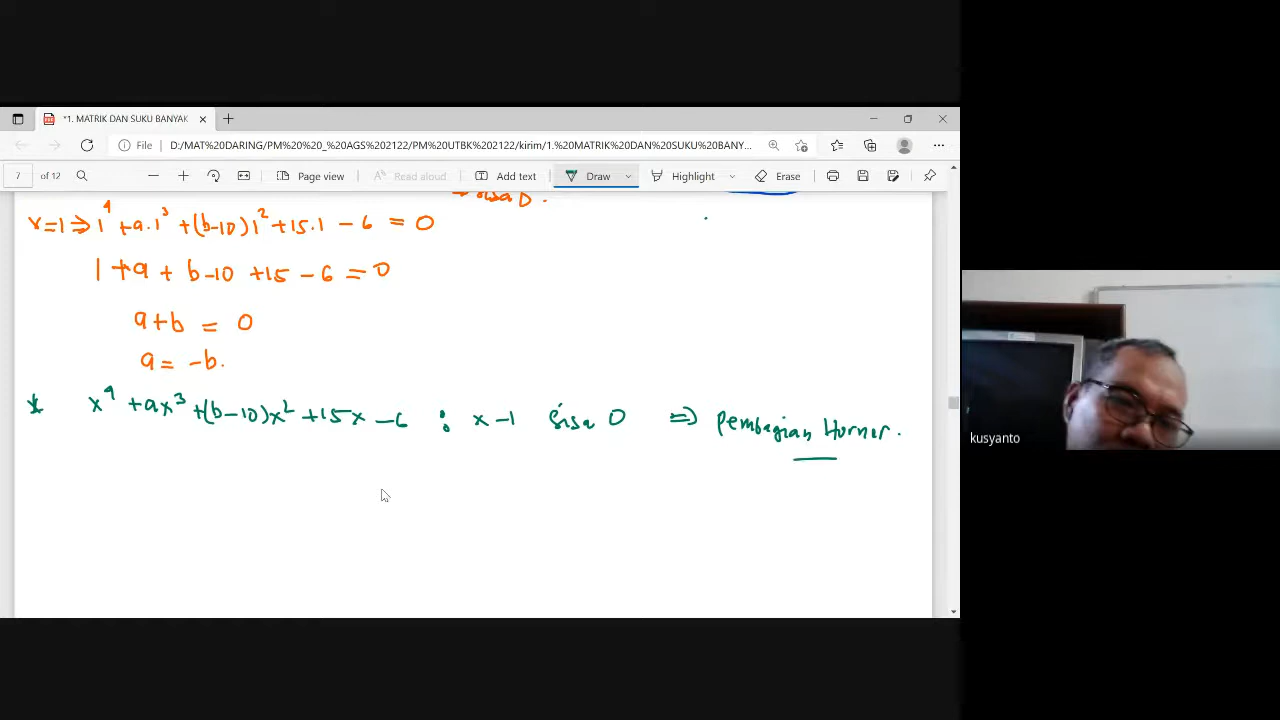 *1. MATRIK DAN SUKU BANYAK
File D:/MAT%20DARING/PM%20%20_%20AGS%202122/PM%20UTBK%202122/kirim/1.%20MATRIK%20DAN%20SUKU%20BANY...
7 of 12 Page view Read aloud Add text Draw Highlight Erase
→ sisa 0.
x=1 ⇒ 1⁴ + a.1³ + (b-10)1² + 15.1 - 6 = 0
1 + a + b - 10 + 15 - 6 = 0
a + b = 0
a = -b.
* x⁴ + ax³ + (b-10)x² + 15x - 6 : x - 1 sisa 0 ⇒ pembagian Horner.
kusyanto